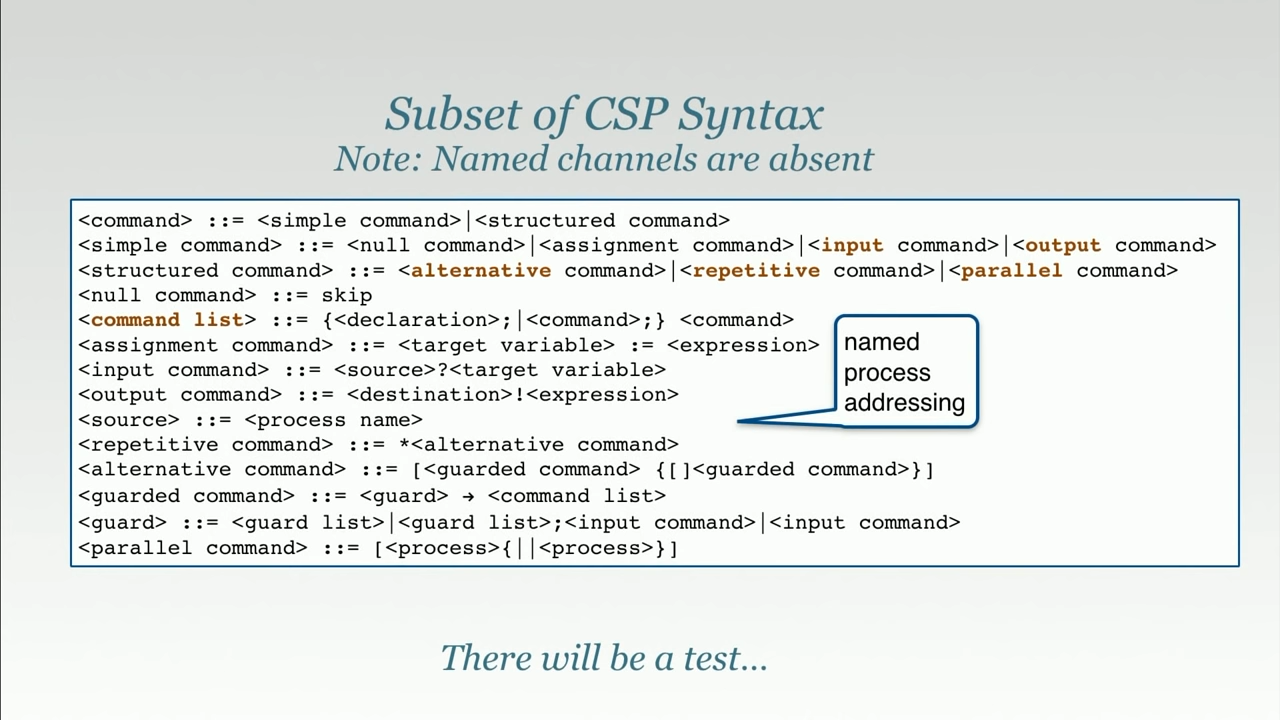 Subset of CSP Syntax
Note: Named channels are absent
<command> ::= <simple command>|<structured command>
<simple command> ::= <null command>|<assignment command>|<input command>|<output command>
<structured command> ::= <alternative command>|<repetitive command>|<parallel command>
<null command> ::= skip
<command list> ::= {<declaration>;|<command>;} <command>
<assignment command> ::= <target variable> := <expression>
<input command> ::= <source>?<target variable>
<output command> ::= <destination>!<expression>
<source> ::= <process name>
<repetitive command> ::= *<alternative command>
<alternative command> ::= [<guarded command> {[]<guarded command>}]
<guarded command> ::= <guard> → <command list>
<guard> ::= <guard list>|<guard list>;<input command>|<input command>
<parallel command> ::= [<process>{||<process>}]
named
process
addressing
There will be a test...